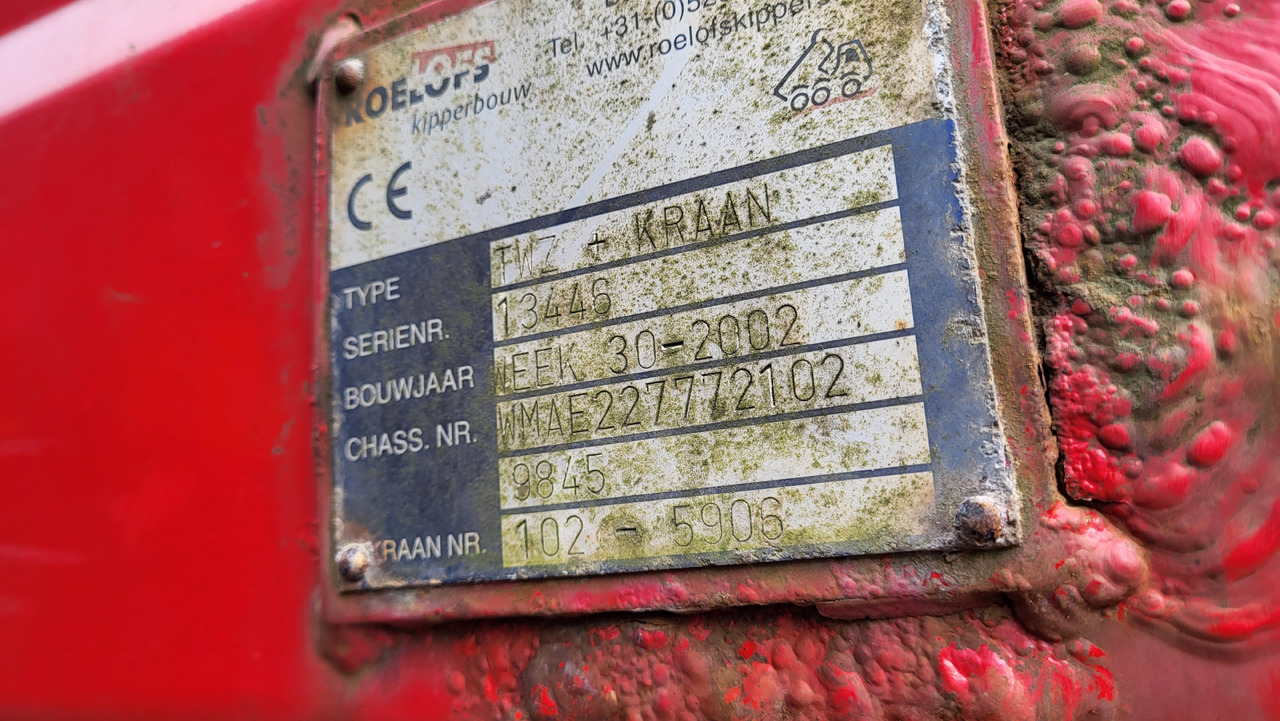 Tel. +31-(0)52
www.roelofskippers
ROELOFS
kipperbouw
CE
TYPE TWZ + KRAAN
SERIENR. 13446
BOUWJAAR WEEK 30-2002
CHASS. NR. WMAE227772102
9845
KRAAN NR. 102 - 5906